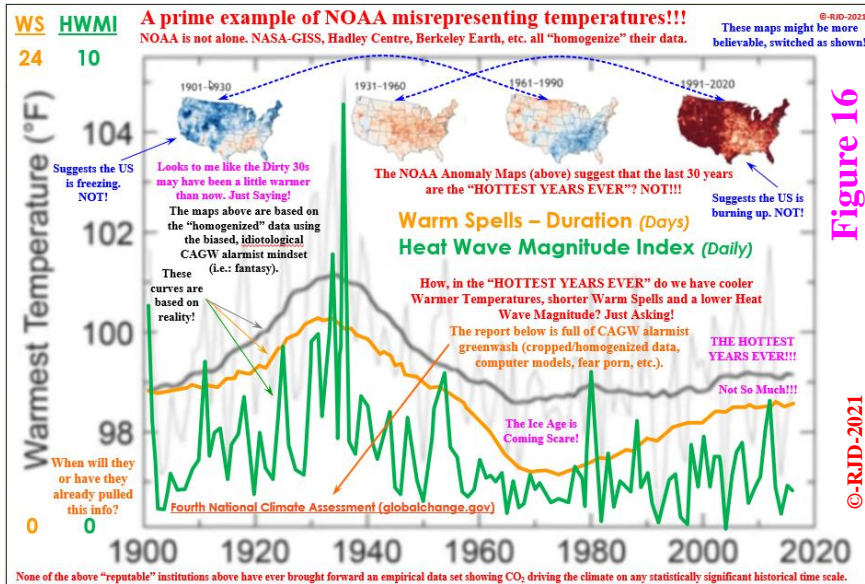 A prime example of NOAA misrepresenting temperatures!!!
NOAA is not alone. NASA-GISS, Hadley Centre, Berkeley Earth, etc. all “homogenize” their data.
©-RJD-2021
These maps might be more
believable, switched as shown!
WS HWMI
24 10
1901-1930
1931-1960
1961-1990
1991-2020
Suggests the US
is freezing.
NOT!
Looks to me like the Dirty 30s
may have been a little warmer
than now. Just Saying!
The maps above are based on
the “homogenized” data using
the biased, idiotological
CAGW alarmist mindset
(i.e.: fantasy).
These
curves are
based on
reality!
The NOAA Anomaly Maps (above) suggest that the last 30 years
are the “HOTTEST YEARS EVER”? NOT!!!
Suggests the US is
burning up. NOT!
Figure 16
Warm Spells – Duration (Days)
Heat Wave Magnitude Index (Daily)
How, in the “HOTTEST YEARS EVER” do we have cooler
Warmer Temperatures, shorter Warm Spells and a lower Heat
Wave Magnitude? Just Asking!
The report below is full of CAGW alarmist
greenwash (cropped/homogenized data,
computer models, fear porn, etc.).
THE HOTTEST
YEARS EVER!!!
Not So Much!!!
The Ice Age is
Coming Scare!
Warmest Temperature (°F)
104
102
100
98
When will they
or have they
already pulled
this info?
0 0
Fourth National Climate Assessment (globalchange.gov)
©-RJD-2021
1900 1920 1940 1960 1980 2000 2020
None of the above “reputable” institutions above have ever brought forward an empirical data set showing CO₂ driving the climate on any statistically significant historical time scale.